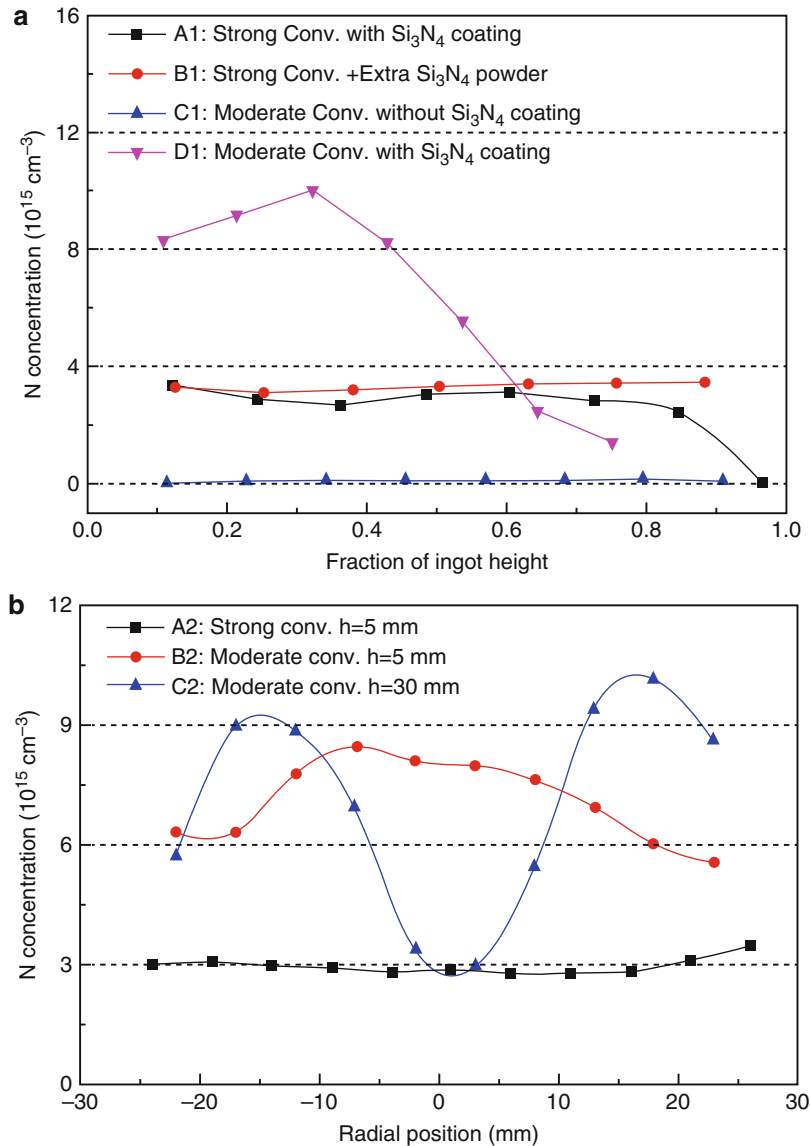 a
16
12
8
4
0
N concentration (10¹⁵ cm⁻³)
A1: Strong Conv. with Si₃N₄ coating
B1: Strong Conv. +Extra Si₃N₄ powder
C1: Moderate Conv. without Si₃N₄ coating
D1: Moderate Conv. with Si₃N₄ coating
0.0 0.2 0.4 0.6 0.8 1.0
Fraction of ingot height
b
12
9
6
3
0
N concentration (10¹⁵ cm⁻³)
A2: Strong conv. h=5 mm
B2: Moderate conv. h=5 mm
C2: Moderate conv. h=30 mm
−30 −20 −10 0 10 20 30
Radial position (mm)